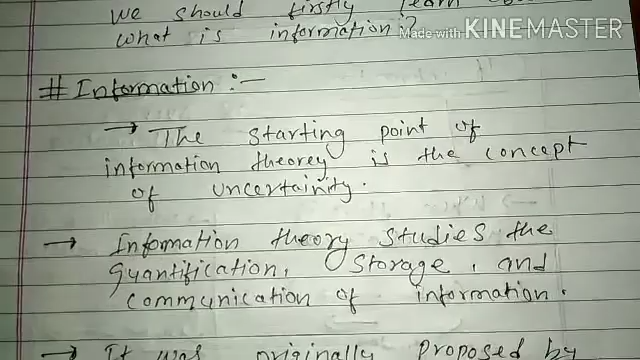 we should firstly learn
what is information?
Made with KINEMASTER
# Information :-
→ The starting point of
information theorey is the concept
of uncertainity.
→ Information theory studies the
quantification, storage, and
communication of information.
→ It was originally proposed by